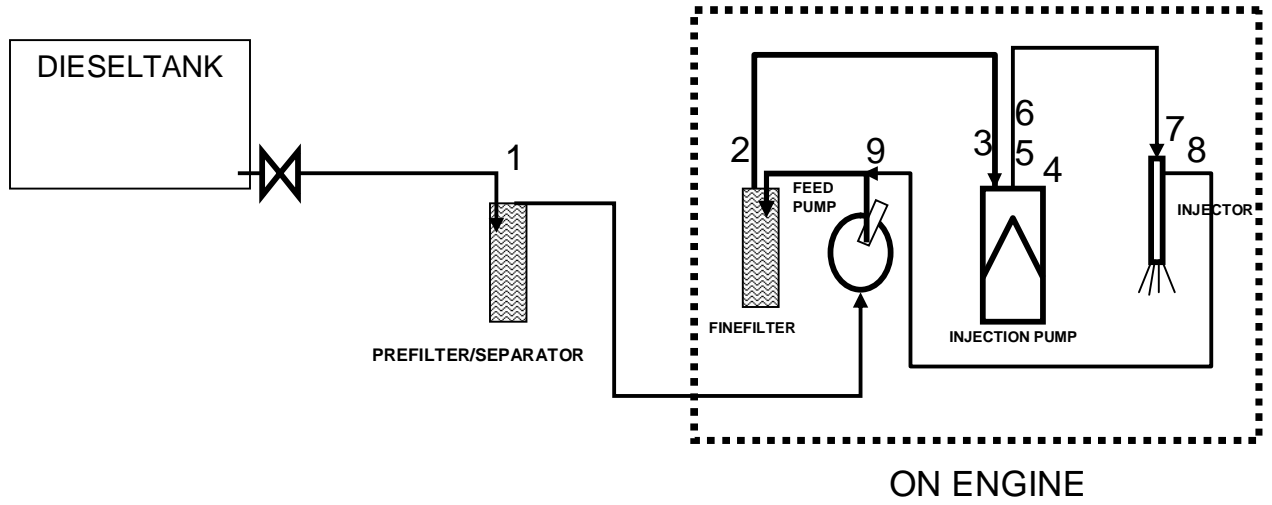 DIESELTANK
1
PREFILTER/SEPARATOR
2
FINEFILTER
FEED
PUMP
9
3
6
5
4
INJECTION PUMP
7
8
INJECTOR
ON ENGINE